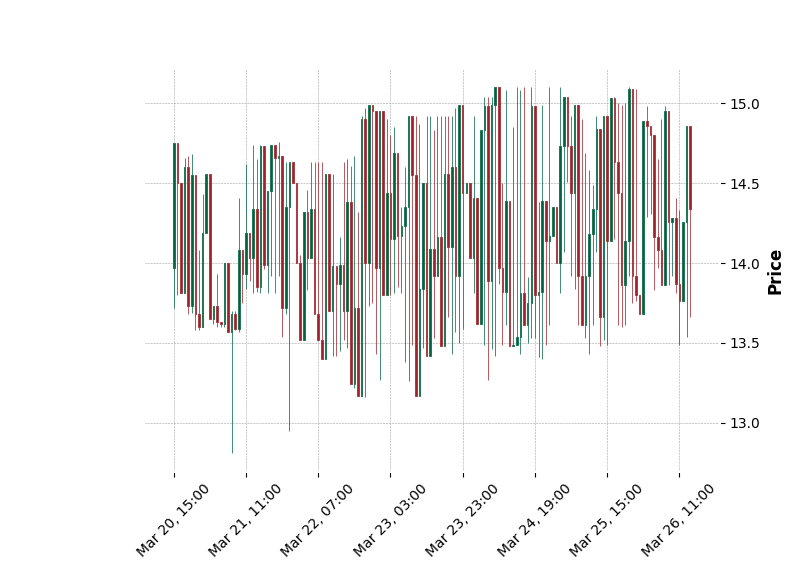 15.0
14.5
14.0
13.5
13.0
Price
Mar 20, 15:00
Mar 21, 11:00
Mar 22, 07:00
Mar 23, 03:00
Mar 23, 23:00
Mar 24, 19:00
Mar 25, 15:00
Mar 26, 11:00